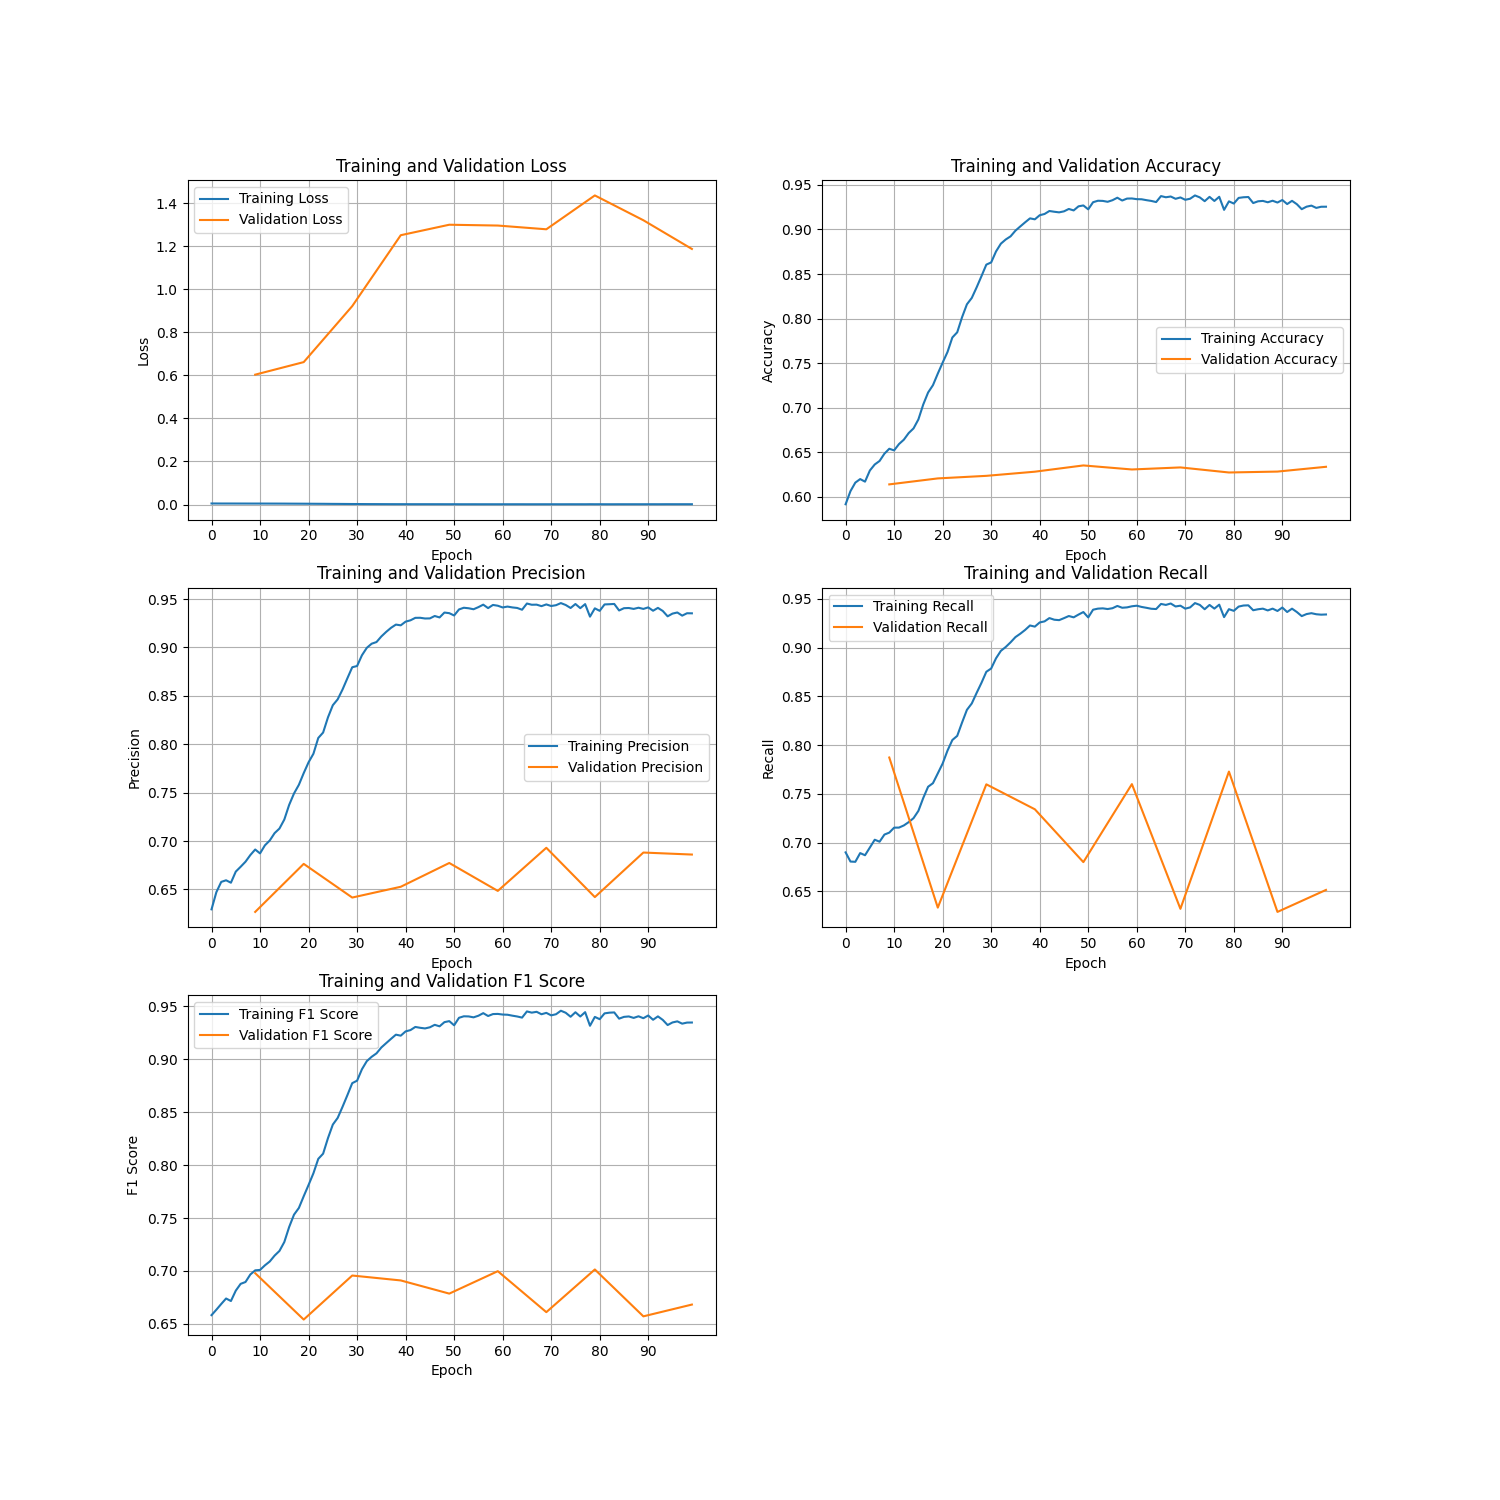 Training and Validation Loss
Training Loss
Validation Loss
1.4
1.2
1.0
0.8
0.6
0.4
0.2
0.0
Loss
0 10 20 30 40 50 60 70 80 90
Epoch
Training and Validation Accuracy
0.95
0.90
0.85
0.80
0.75
0.70
0.65
0.60
Accuracy
Training Accuracy
Validation Accuracy
0 10 20 30 40 50 60 70 80 90
Epoch
Training and Validation Precision
0.95
0.90
0.85
0.80
0.75
0.70
0.65
Precision
Training Precision
Validation Precision
0 10 20 30 40 50 60 70 80 90
Epoch
Training and Validation Recall
Training Recall
Validation Recall
0.95
0.90
0.85
0.80
0.75
0.70
0.65
Recall
0 10 20 30 40 50 60 70 80 90
Epoch
Training and Validation F1 Score
Training F1 Score
Validation F1 Score
0.95
0.90
0.85
0.80
0.75
0.70
0.65
F1 Score
0 10 20 30 40 50 60 70 80 90
Epoch